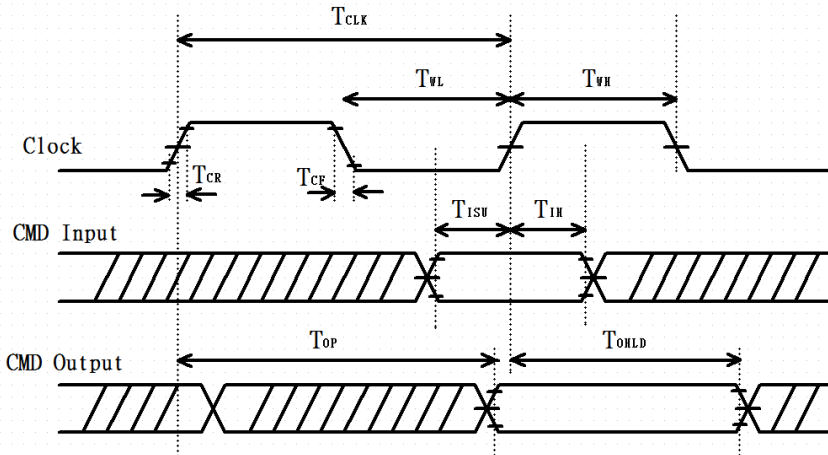 TCLK
TWL TWH
Clock
TCR TCF
TISU TIH
CMD Input
TOP TOHLD
CMD Output